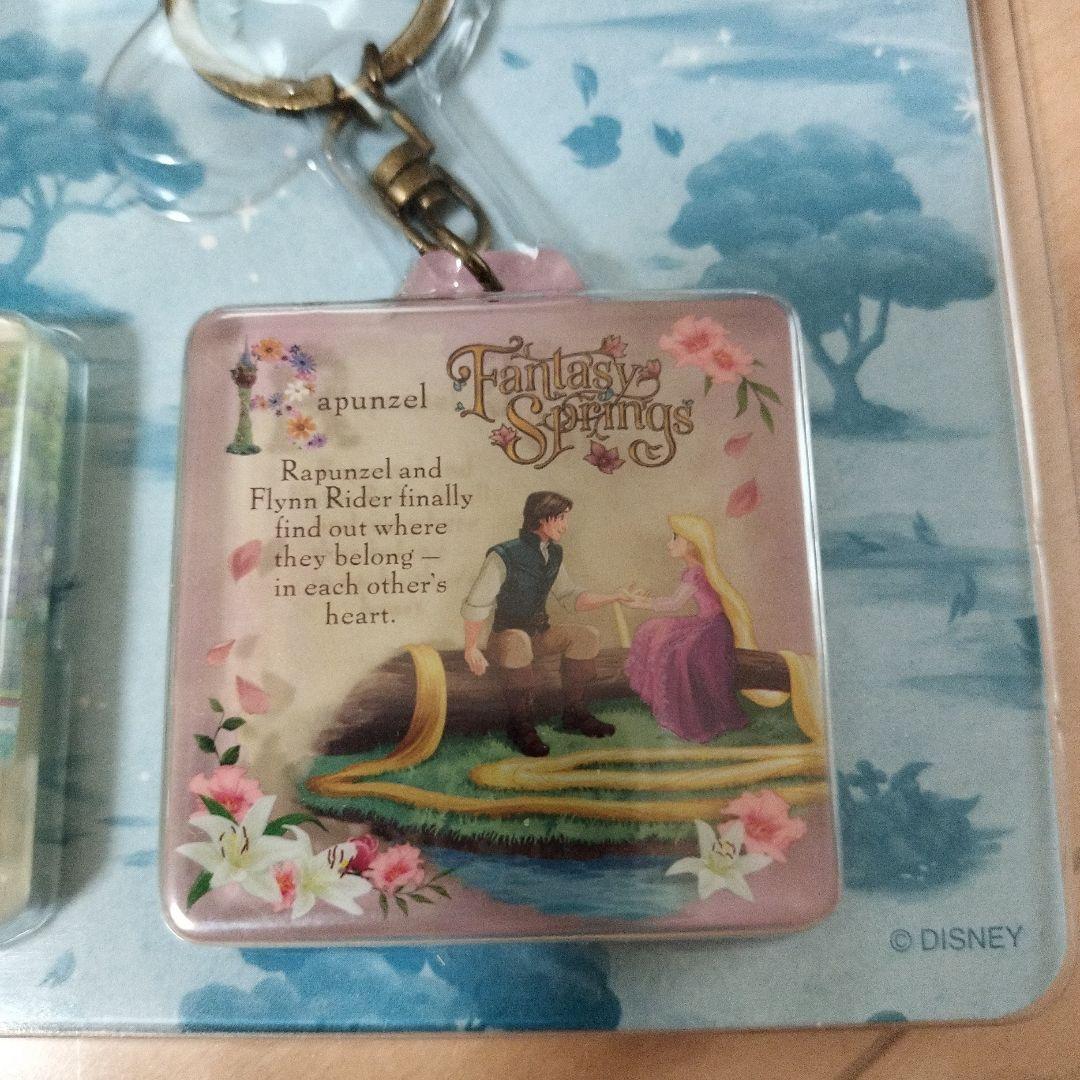 Rapunzel
Fantasy
Springs
Rapunzel and
Flynn Rider finally
find out where
they belong —
in each other's
heart.
© DISNEY